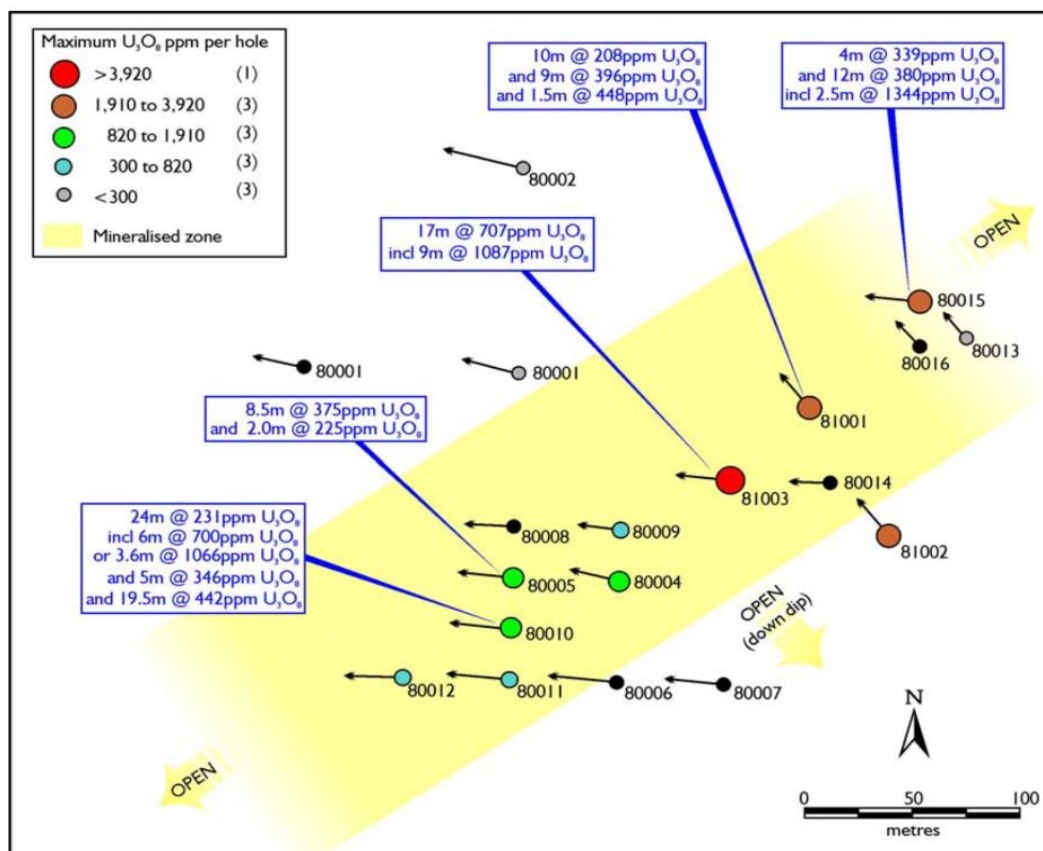 Maximum U₃O₈ ppm per hole
>3,920 (1)
1,910 to 3,920 (3)
820 to 1,910 (3)
300 to 820 (3)
<300 (3)
Mineralised zone
10m @ 208ppm U₃O₈
and 9m @ 396ppm U₃O₈
and 1.5m @ 448ppm U₃O₈
4m @ 339ppm U₃O₈
and 12m @ 380ppm U₃O₈
incl 2.5m @ 1344ppm U₃O₈
80002
17m @ 707ppm U₃O₈
incl 9m @ 1087ppm U₃O₈
OPEN
80015
80016
80013
80001
80001
8.5m @ 375ppm U₃O₈
and 2.0m @ 225ppm U₃O₈
81001
81003
80014
24m @ 231ppm U₃O₈
incl 6m @ 700ppm U₃O₈
or 3.6m @ 1066ppm U₃O₈
and 5m @ 346ppm U₃O₈
and 19.5m @ 442ppm U₃O₈
80008
80009
81002
80005
80004
80010
OPEN
(down dip)
80012
80011
80006
80007
OPEN
N
0 50 100
metres